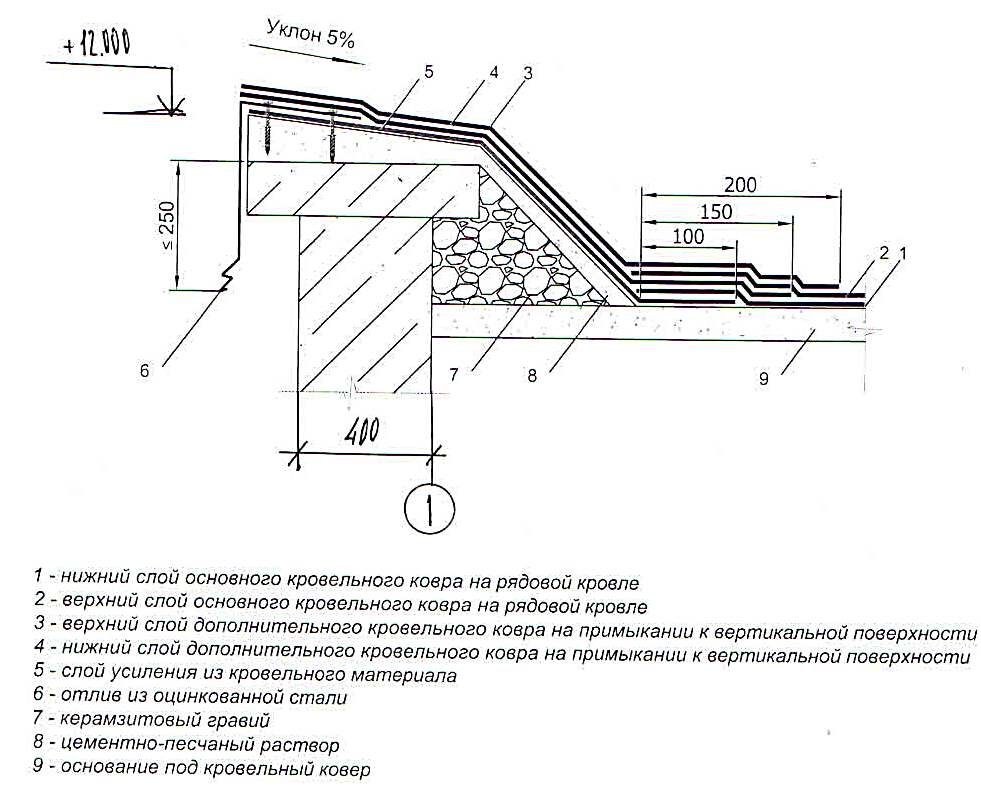 Уклон 5%
+ 12.000
5 4 3
200
150
100
≤ 250
2 1
6 7 8 9
400
1
1 - нижний слой основного кровельного ковра на рядовой кровле
2 - верхний слой основного кровельного ковра на рядовой кровле
3 - верхний слой дополнительного кровельного ковра на примыкании к вертикальной поверхности
4 - нижний слой дополнительного кровельного ковра на примыкании к вертикальной поверхности
5 - слой усиления из кровельного материала
6 - отлив из оцинкованной стали
7 - керамзитовый гравий
8 - цементно-песчаный раствор
9 - основание под кровельный ковер